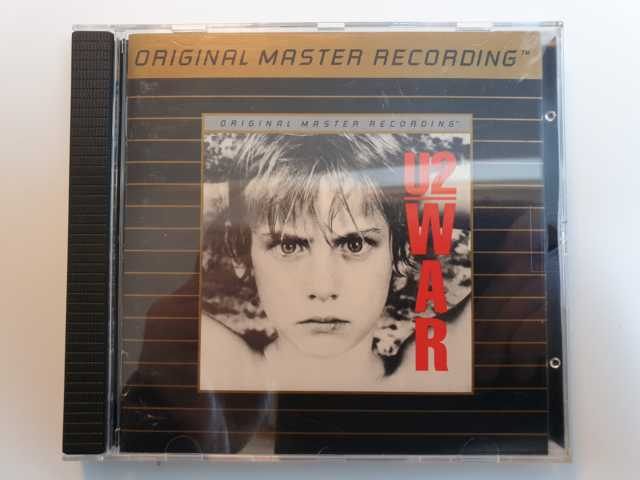 ORIGINAL MASTER RECORDING™
ORIGINAL MASTER RECORDING™
U2
WAR